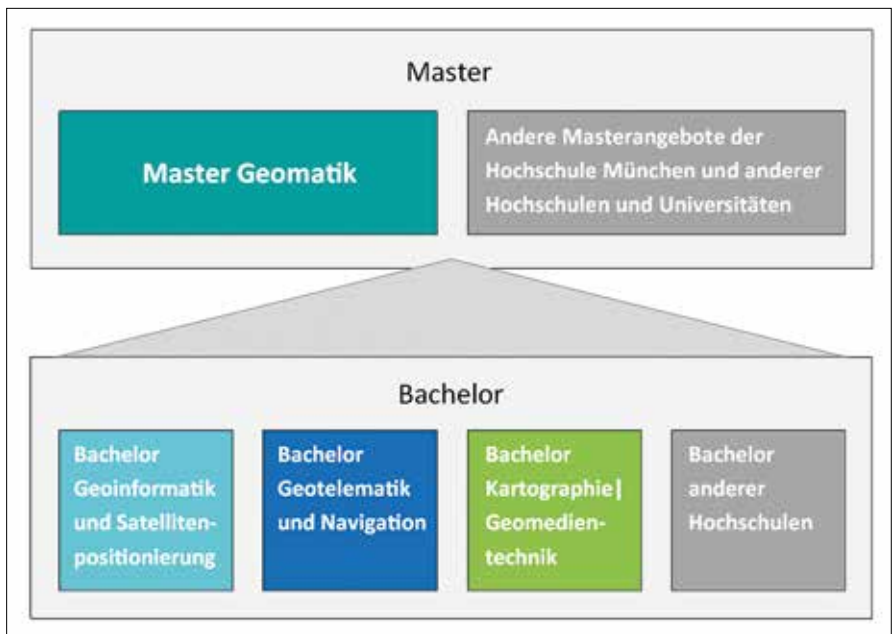 Master
Master Geomatik
Andere Masterangebote der
Hochschule München und anderer
Hochschulen und Universitäten
Bachelor
Bachelor
Geoinformatik
und Satelliten-
positionierung
Bachelor
Geotelematik
und Navigation
Bachelor
Kartographie|
Geomedien-
technik
Bachelor
anderer
Hochschulen